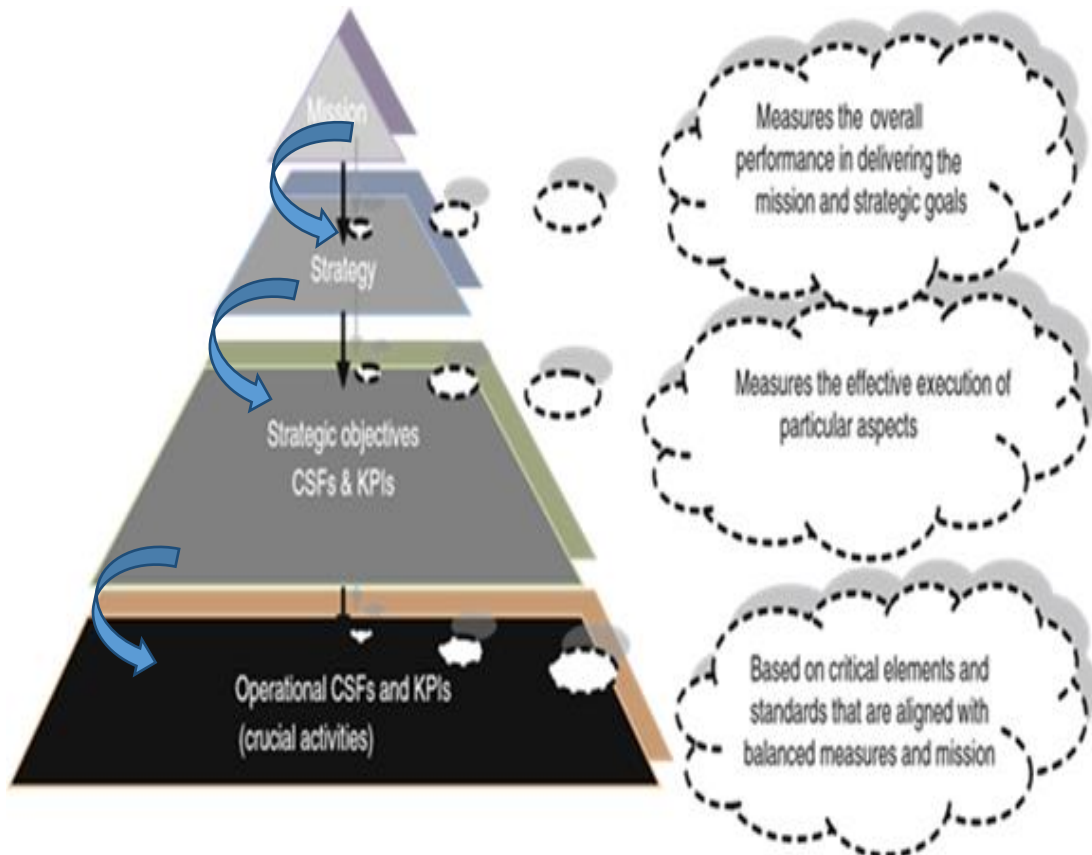 Mission
Measures the overall
performance in delivering the
mission and strategic goals
Strategy
Measures the effective execution of
particular aspects
Strategic objectives
CSFs & KPIs
Operational CSFs and KPIs
(crucial activities)
Based on critical elements and
standards that are aligned with
balanced measures and mission